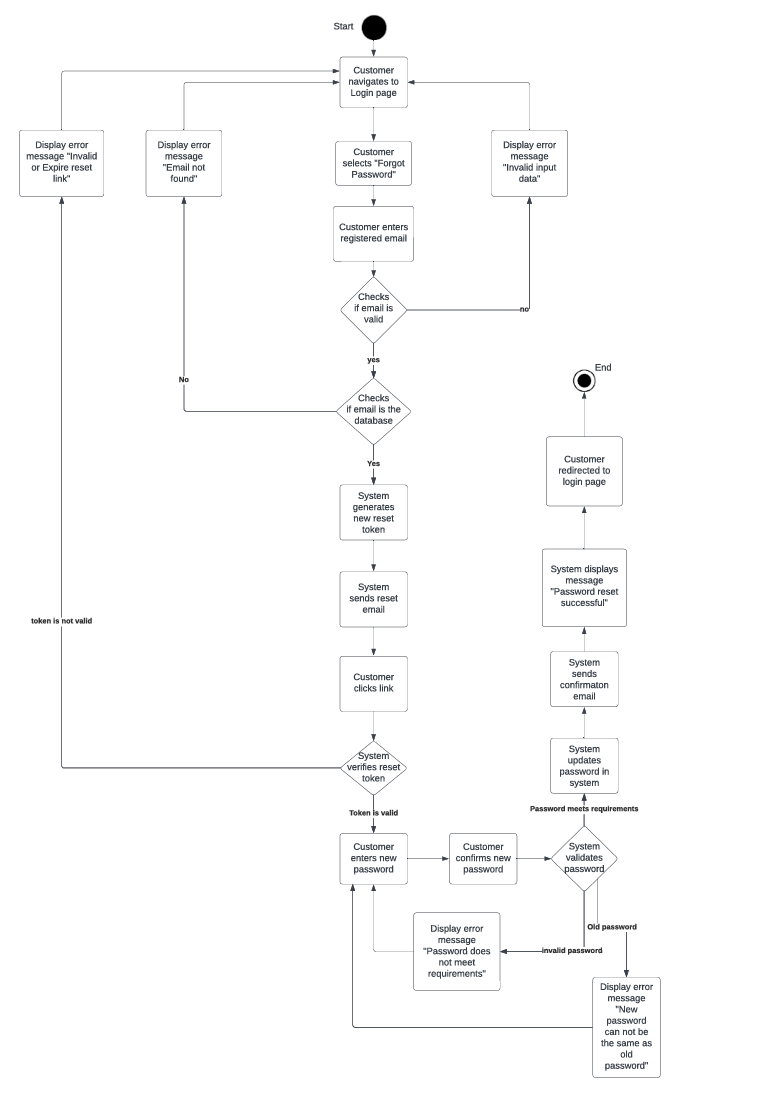 Start
Customer
navigates to
Login page
Display error
message "Invalid
or Expire reset
link"
Display error
message
"Email not
found"
Customer
selects "Forgot
Password"
Display error
message
"Invalid input
data"
Customer enters
registered email
Checks
if email is
valid
no
yes
End
No
Checks
if email is the
database
Yes
Customer
redirected to
login page
System
generates
new reset
token
System displays
message
"Password reset
successful"
System
sends reset
email
token is not valid
Customer
clicks link
System
sends
confirmaton
email
System
verifies reset
token
System
updates
password in
system
Token is valid
Password meets requirements
Customer
enters new
password
Customer
confirms new
password
System
validates
password
Old password
invalid password
Display error
message
"Password does
not meet
requirements"
Display error
message
"New
password
can not be
the same as
old
password"